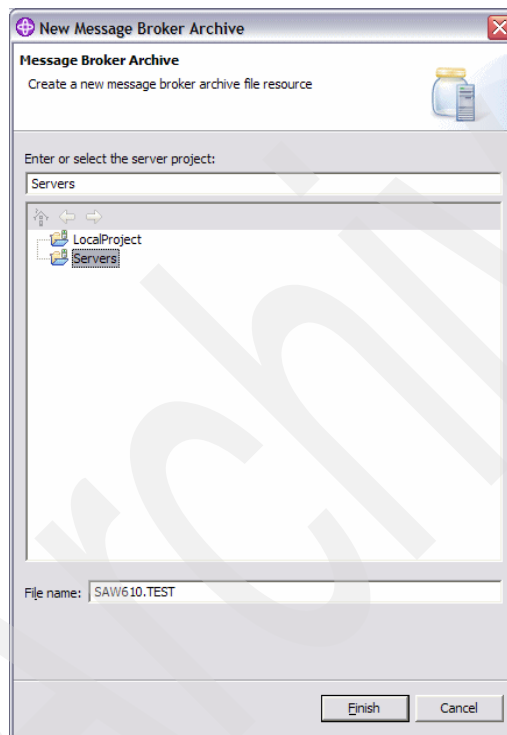 New Message Broker Archive
Message Broker Archive
Create a new message broker archive file resource
Enter or select the server project:
Servers
LocalProject
Servers
File name: SAW610.TEST
Finish Cancel